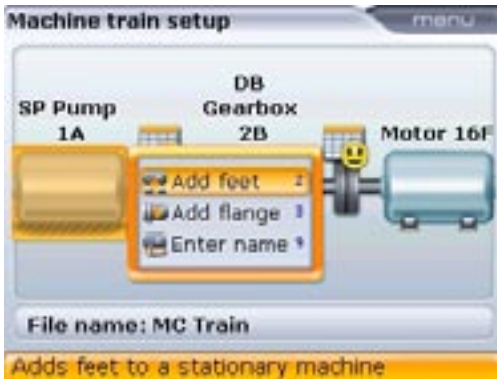 Machine train setup
menu
DB
Gearbox
2B
SP Pump
1A
Motor 16F
Add feet 2
Add flange 3
Enter name 9
File name: MC Train
Adds feet to a stationary machine